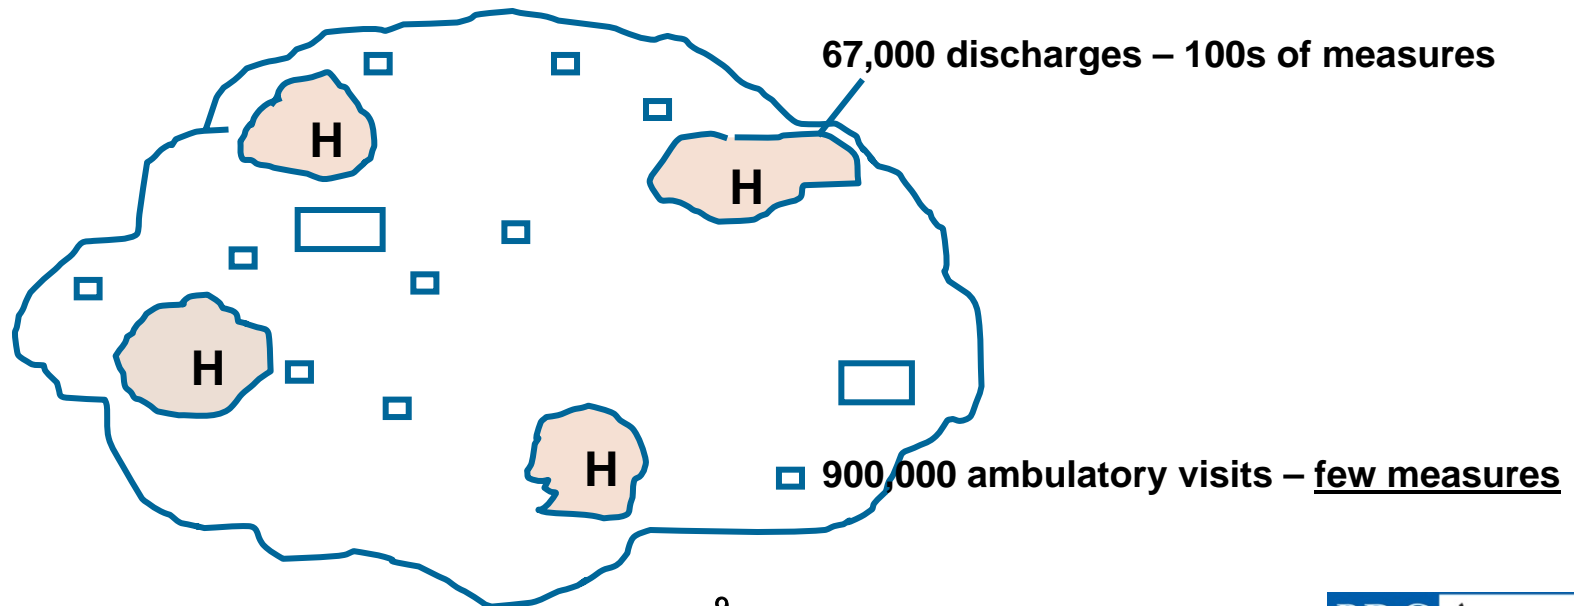 67,000 discharges – 100s of measures
H
H
H
H
900,000 ambulatory visits – few measures